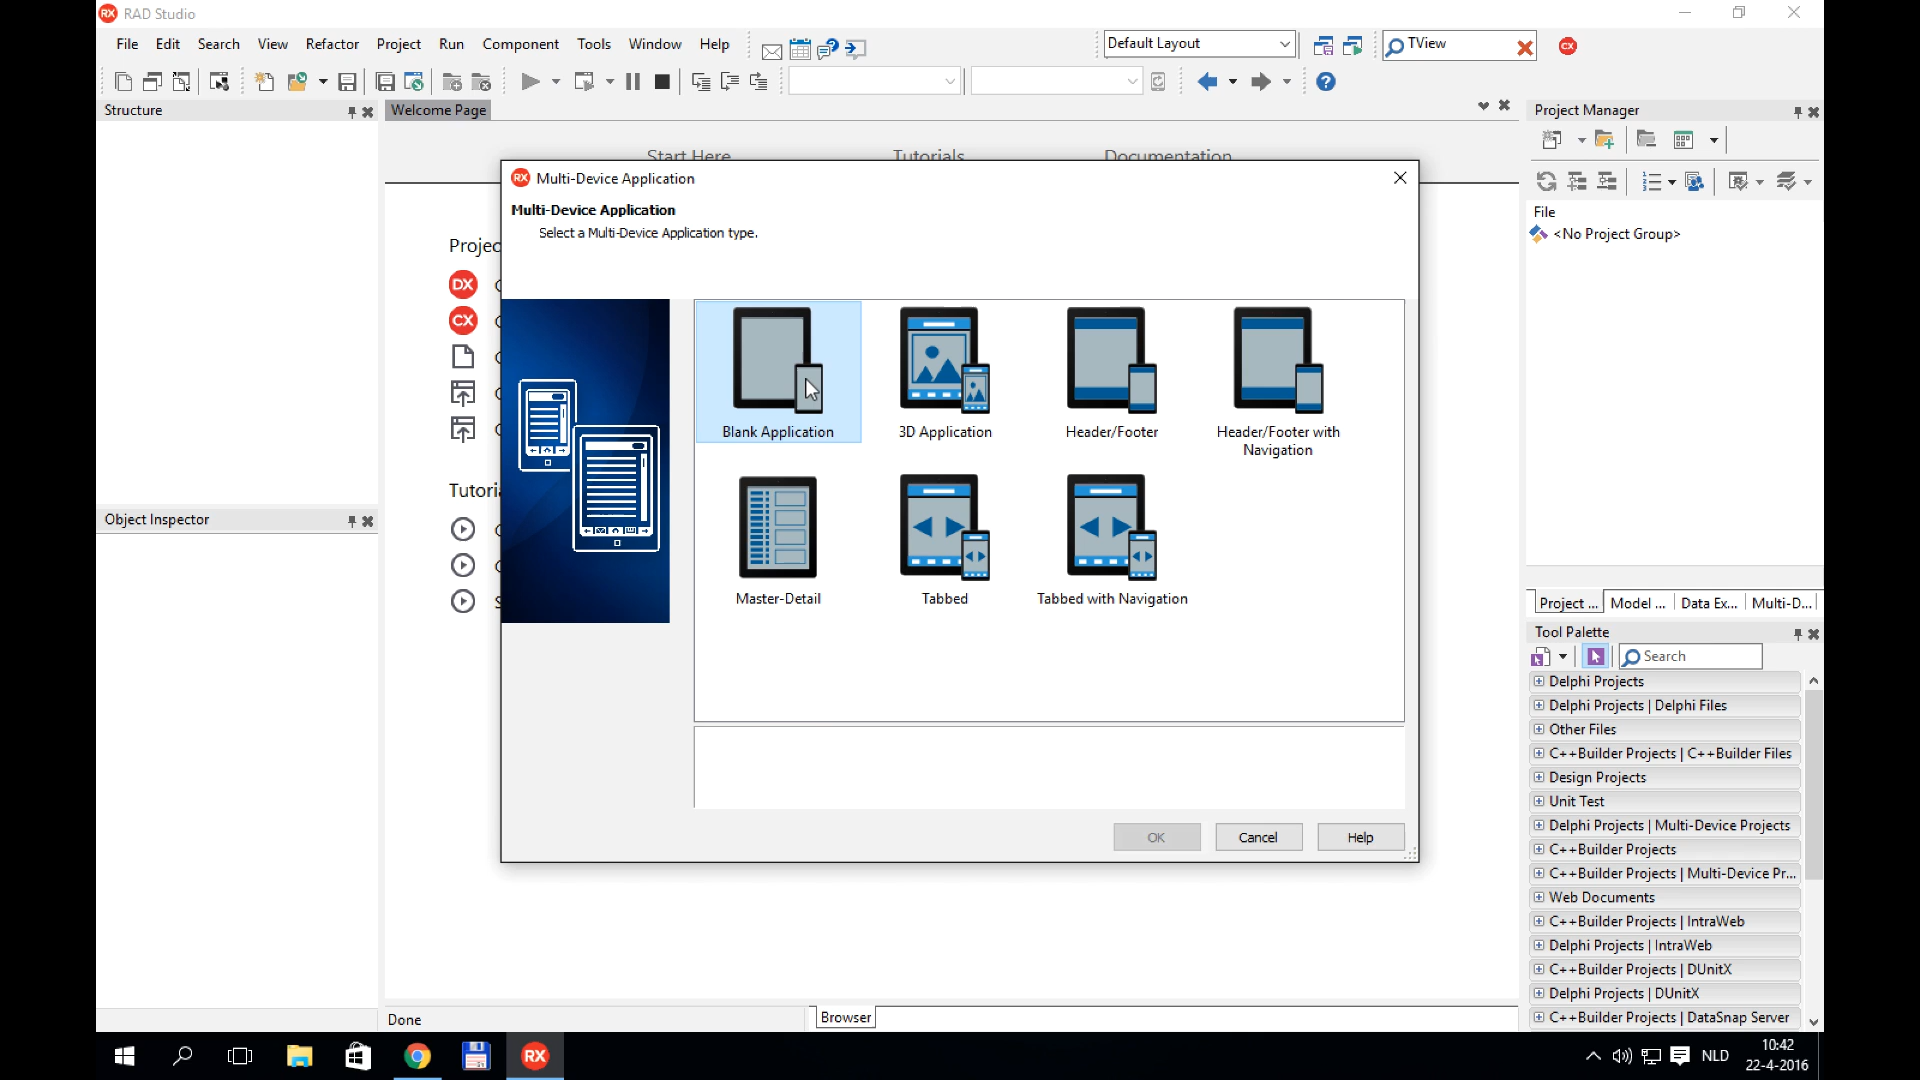 RX RAD Studio
File Edit Search View Refactor Project Run Component Tools Window Help
Default Layout
TView
CX
Structure
Welcome Page
Project Manager
Start Here Tutorials Documentation
RX Multi-Device Application
Multi-Device Application
Select a Multi-Device Application type.
File
<No Project Group>
DX
CX
Blank Application
3D Application
Header/Footer
Header/Footer with
Navigation
Master-Detail
Tabbed
Tabbed with Navigation
Object Inspector
Project ... Model ... Data Ex... Multi-D...
Tool Palette
Search
Delphi Projects
Delphi Projects | Delphi Files
Other Files
C++Builder Projects | C++Builder Files
Design Projects
Unit Test
Delphi Projects | Multi-Device Projects
C++Builder Projects
C++Builder Projects | Multi-Device Pr...
Web Documents
C++Builder Projects | IntraWeb
Delphi Projects | IntraWeb
C++Builder Projects | DUnitX
Delphi Projects | DUnitX
C++Builder Projects | DataSnap Server
OK Cancel Help
Done
Browser
RX
NLD
10:42
22-4-2016